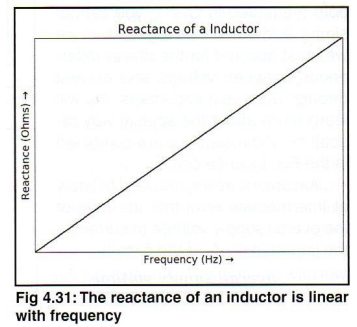 Reactance of a Inductor
Reactance (Ohms) →
Frequency (Hz) →
Fig 4.31: The reactance of an inductor is linear
with frequency